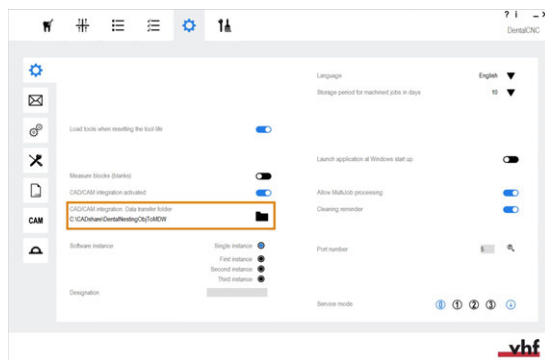 ? i
DentalCNC
Language
English
Storage period for machined jobs in days
10
Load tools when resetting the tool life
Launch application at Windows start up
Measure blocks (blanks)
CAD/CAM integration activated
Allow MultiJob processing
CAD/CAM integration: Data transfer folder
C:\CADshare\DentalNestingObjToMDW
Cleaning reminder
CAM
Software instance
Single instance
First instance
Second instance
Third instance
Port number
Designation
Service mode
0 1 2 3
vhf